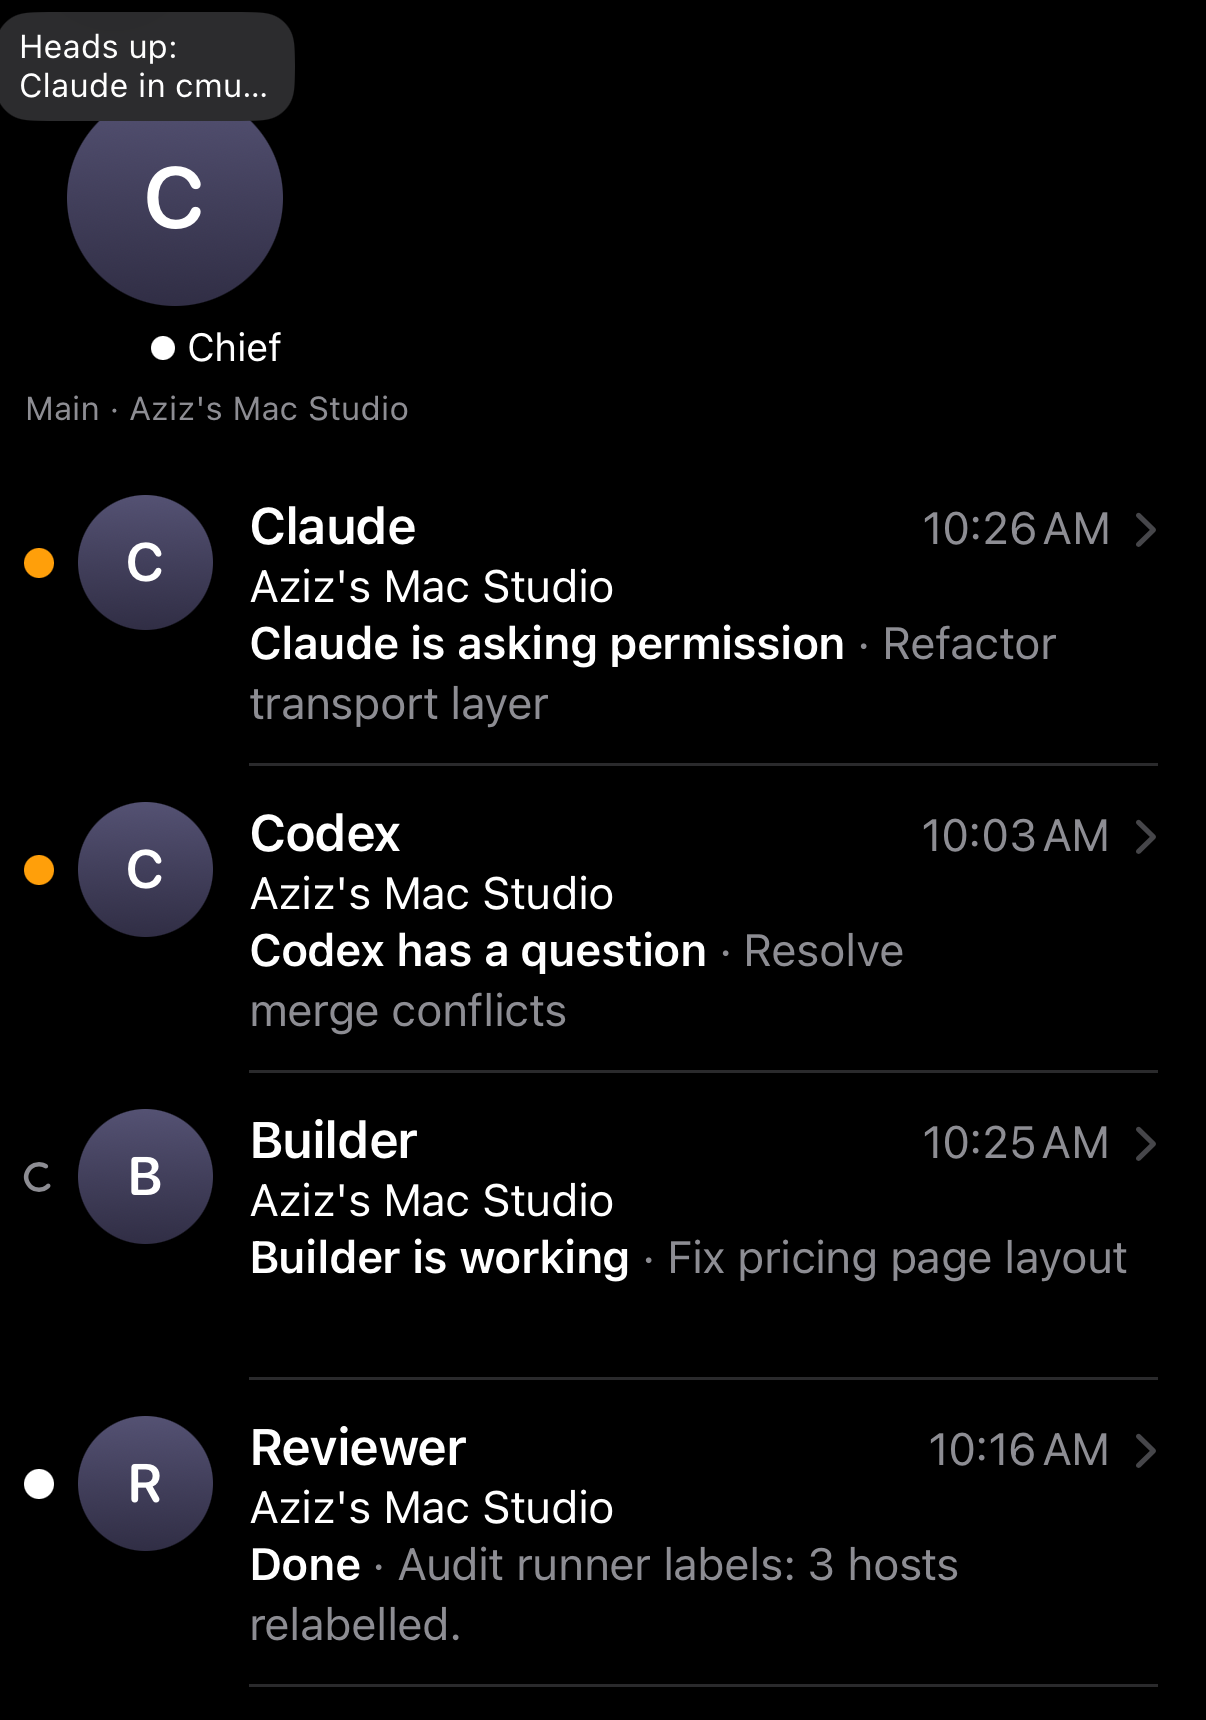 Heads up:
Claude in cmu...
C
Chief
Main · Aziz's Mac Studio
C
Claude
10:26 AM
Aziz's Mac Studio
Claude is asking permission · Refactor
transport layer
C
Codex
10:03 AM
Aziz's Mac Studio
Codex has a question · Resolve
merge conflicts
B
Builder
10:25 AM
Aziz's Mac Studio
Builder is working · Fix pricing page layout
R
Reviewer
10:16 AM
Aziz's Mac Studio
Done · Audit runner labels: 3 hosts
relabelled.